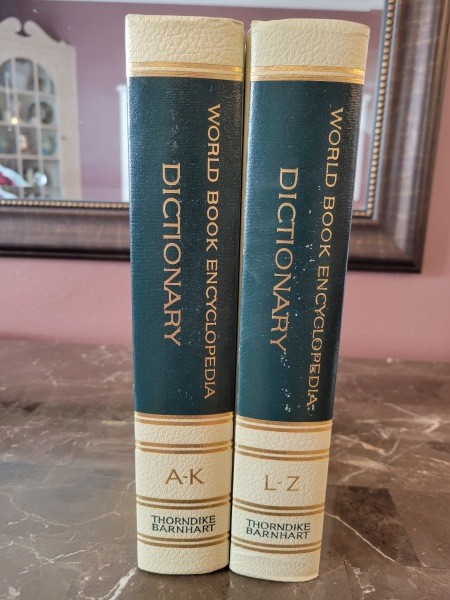 WORLD BOOK ENCYCLOPEDIA
DICTIONARY
A-K
THORNDIKE
BARNHART
WORLD BOOK ENCYCLOPEDIA
DICTIONARY
L-Z
THORNDIKE
BARNHART